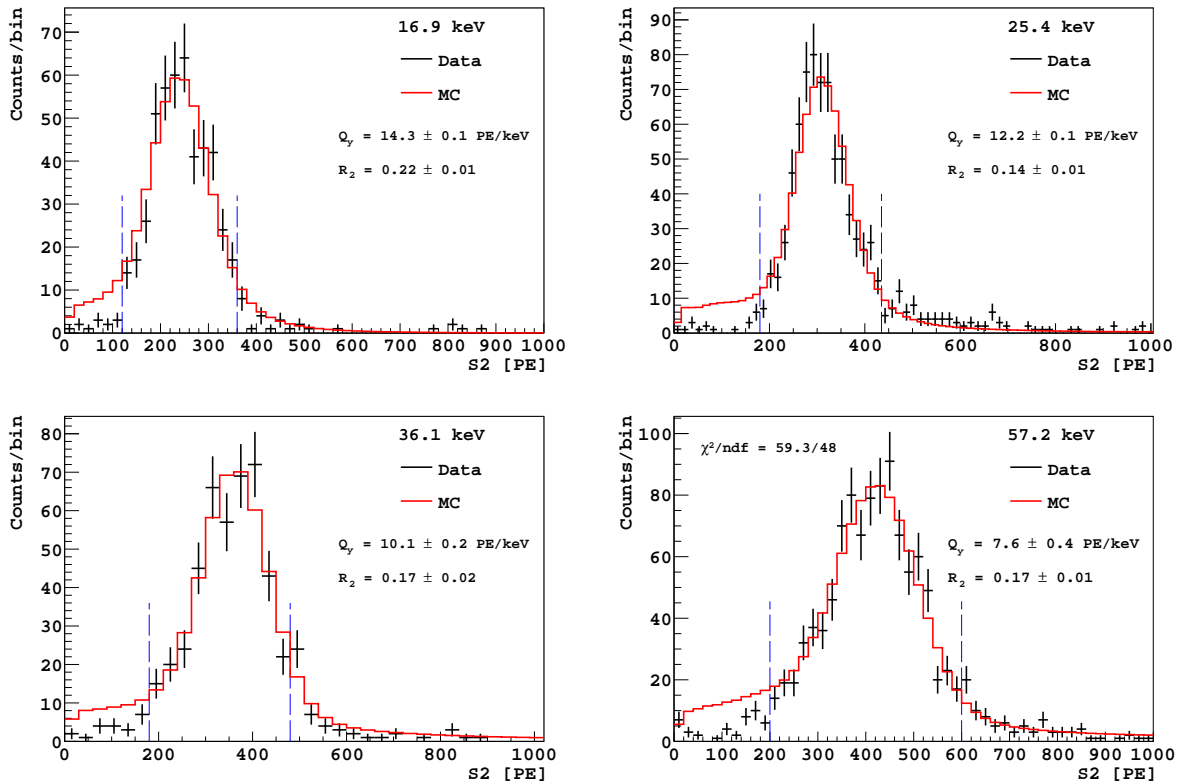 Counts/bin
16.9 keV
Data
MC
Q_y = 14.3 ± 0.1 PE/keV
R_2 = 0.22 ± 0.01
70
60
50
40
30
20
10
0
0 100 200 300 400 500 600 700 800 900 1000
S2 [PE]
Counts/bin
25.4 keV
Data
MC
Q_y = 12.2 ± 0.1 PE/keV
R_2 = 0.14 ± 0.01
90
80
70
60
50
40
30
20
10
0
0 200 400 600 800 1000
S2 [PE]
Counts/bin
36.1 keV
Data
MC
Q_y = 10.1 ± 0.2 PE/keV
R_2 = 0.17 ± 0.02
80
70
60
50
40
30
20
10
0
0 200 400 600 800 1000
S2 [PE]
Counts/bin
57.2 keV
χ²/ndf = 59.3/48
Data
MC
Q_y = 7.6 ± 0.4 PE/keV
R_2 = 0.17 ± 0.01
100
80
60
40
20
0
0 100 200 300 400 500 600 700 800 900 1000
S2 [PE]